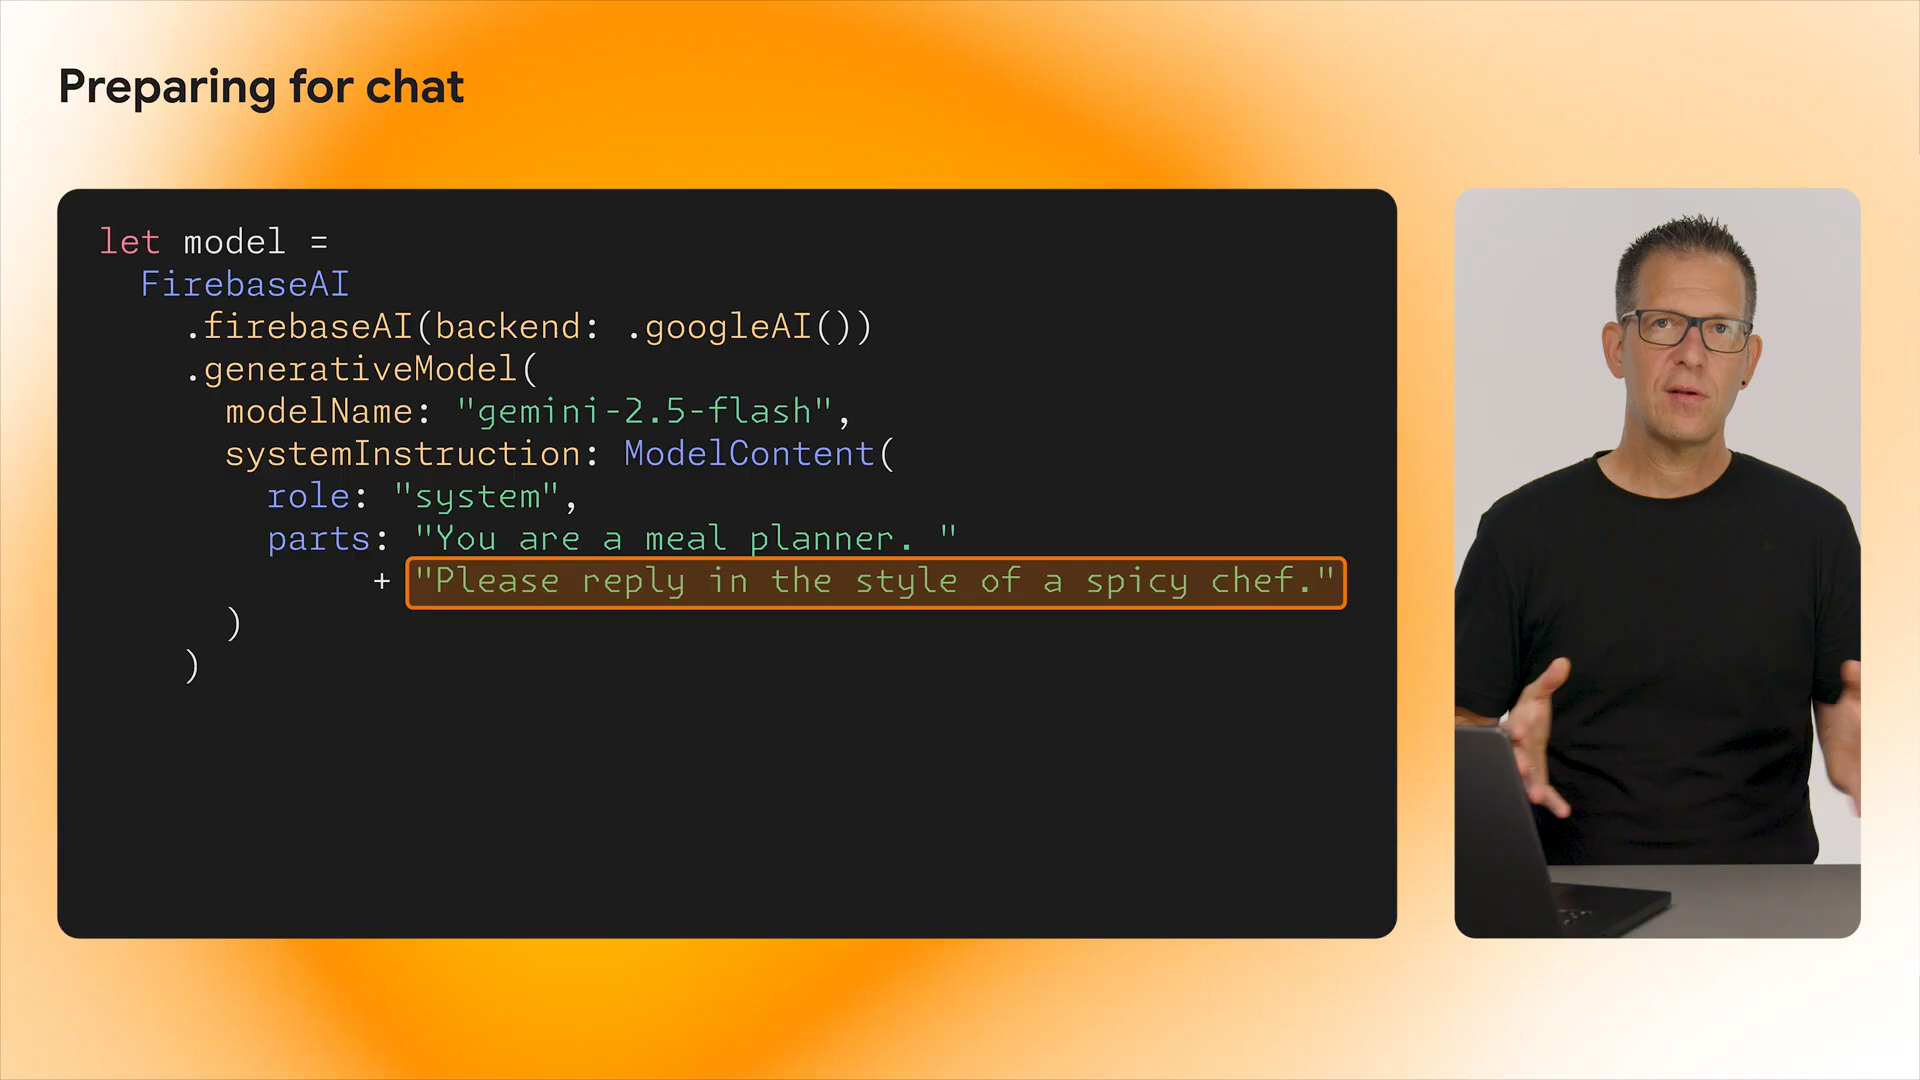 Preparing for chat
let model =
FirebaseAI
.firebaseAI(backend: .googleAI())
.generativeModel(
modelName: "gemini-2.5-flash",
systemInstruction: ModelContent(
role: "system",
parts: "You are a meal planner. "
+ "Please reply in the style of a spicy chef."
)
)